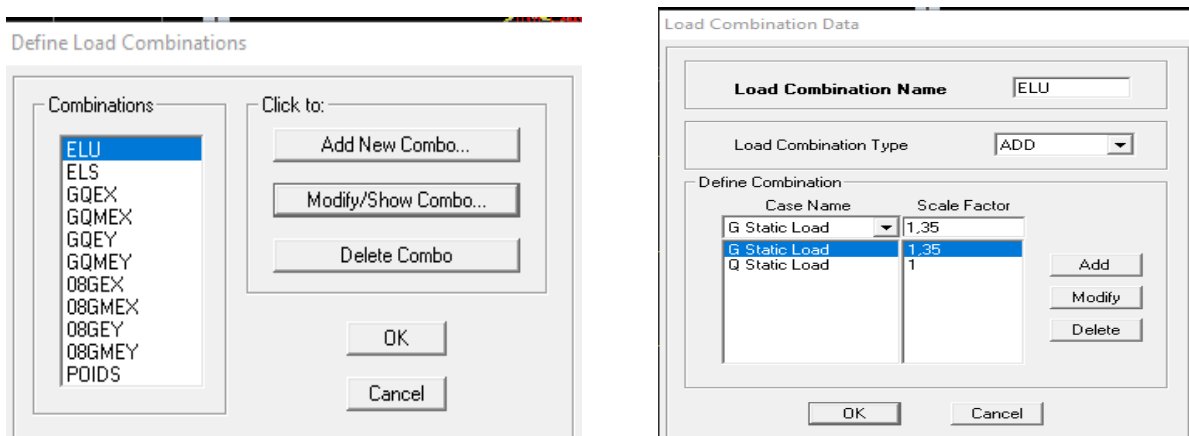 Define Load Combinations
Combinations
ELU
ELS
GQEX
GQMEX
GQEY
GQMEY
08GEX
08GMEX
08GEY
08GMEY
POIDS
Click to:
Add New Combo...
Modify/Show Combo...
Delete Combo
OK
Cancel
Load Combination Data
Load Combination Name ELU
Load Combination Type ADD
Define Combination
Case Name Scale Factor
G Static Load 1,35
G Static Load 1,35
Q Static Load 1
Add
Modify
Delete
OK Cancel